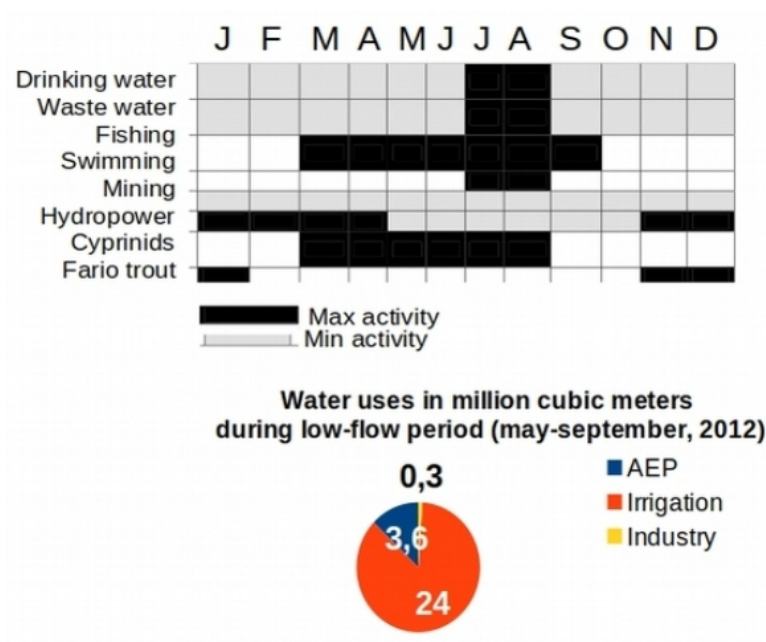 J F M A M J J A S O N D
Drinking water
Waste water
Fishing
Swimming
Mining
Hydropower
Cyprinids
Fario trout
Max activity
Min activity
Water uses in million cubic meters
during low-flow period (may-september, 2012)
0,3
AEP
Irrigation
Industry
3,6
24